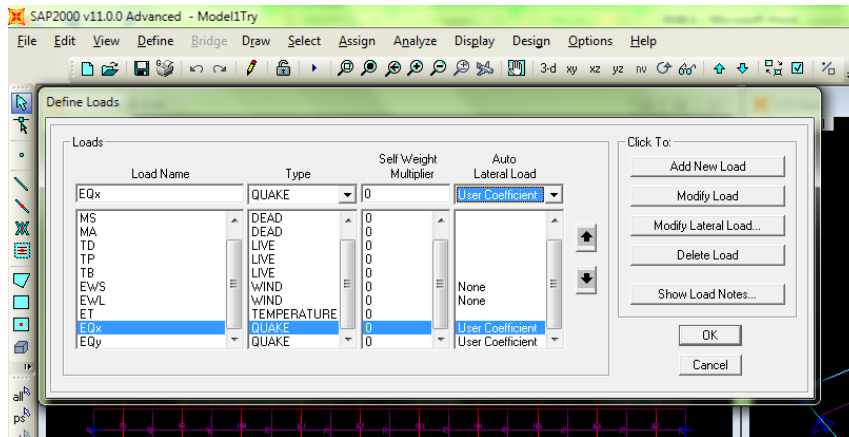 SAP2000 v11.0.0 Advanced - Model1Try
File Edit View Define Bridge Draw Select Assign Analyze Display Design Options Help
3-d xy xz yz nv
Define Loads
Loads
Click To:
Load Name Type Self Weight Multiplier Auto Lateral Load
EQx QUAKE 0 User Coefficient
MS DEAD 0
MA DEAD 0
TD LIVE 0
TP LIVE 0
TB LIVE 0
EWS WIND 0 None
EWL WIND 0 None
ET TEMPERATURE 0
EQx QUAKE 0 User Coefficient
EQy QUAKE 0 User Coefficient
Add New Load
Modify Load
Modify Lateral Load...
Delete Load
Show Load Notes...
OK
Cancel
all
ps